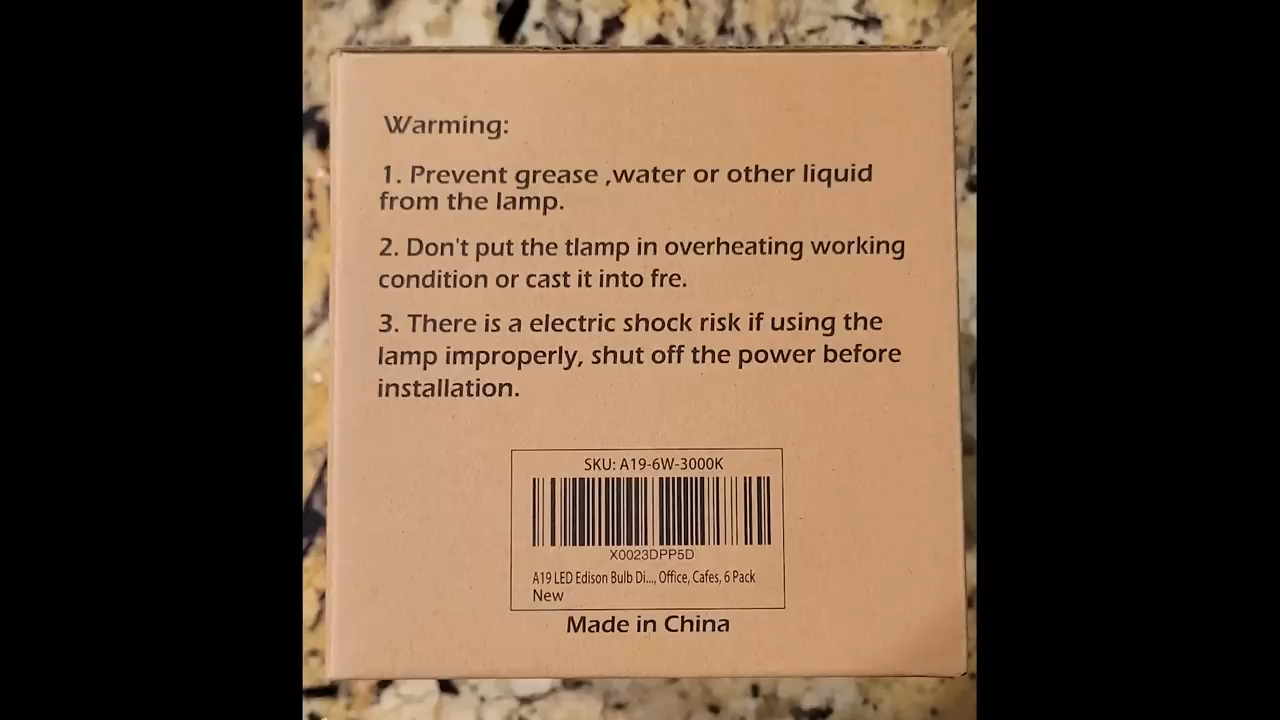 Warming:
1. Prevent grease ,water or other liquid
from the lamp.
2. Don't put the tlamp in overheating working
condition or cast it into fre.
3. There is a electric shock risk if using the
lamp improperly, shut off the power before
installation.
SKU: A19-6W-3000K
X0023DPP5D
A19 LED Edison Bulb Di..., Office, Cafes, 6 Pack
New
Made in China